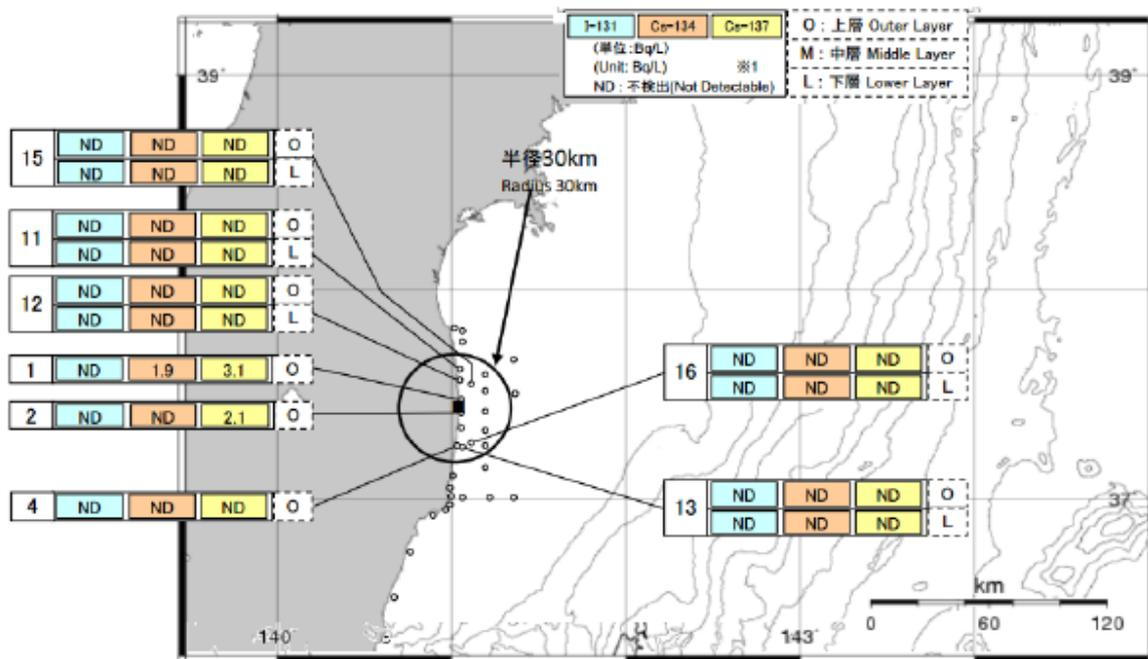 I-131 Cs-134 Cs-137
(単位:Bq/L)
(Unit: Bq/L) ※1
ND : 不検出(Not Detectable)
O : 上層 Outer Layer
M : 中層 Middle Layer
L : 下層 Lower Layer
39° 39°
半径30km
Radius 30km
15 ND ND ND O
ND ND ND L
11 ND ND ND O
ND ND ND L
12 ND ND ND O
ND ND ND L
1 ND 1.9 3.1 O
2 ND ND 2.1 O
4 ND ND ND O
16 ND ND ND O
ND ND ND L
13 ND ND ND O
ND ND ND L
37°
km
0 60 120
140° 143°